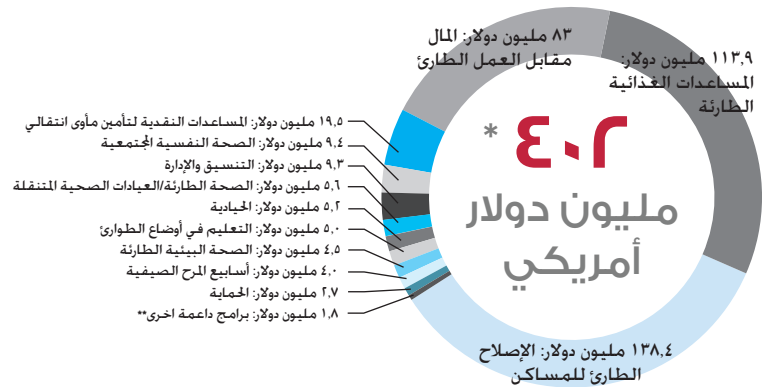 ٨٣ مليون دولار: المال
مقابل العمل الطارئ
١١٣,٩ مليون دولار:
المساعدات الغذائية
الطارئة
١٩,٥ مليون دولار: المساعدات النقدية لتأمين مأوى انتقالي
٩,٤ مليون دولار: الصحة النفسية المجتمعية
٩,٣ مليون دولار: التنسيق والإدارة
٥,٦ مليون دولار: الصحة الطارئة/العيادات الصحية المتنقلة
٥,٢ مليون دولار: الحيادية
٥,٠ مليون دولار: التعليم في أوضاع الطوارئ
٤,٥ مليون دولار: الصحة البيئية الطارئة
٤,٠ مليون دولار: أسابيع المرح الصيفية
٢,٧ مليون دولار: الحماية
١,٨ مليون دولار: برامج داعمة اخرى**
٤٠٢*
مليون دولار
أمريكي
١٣٨,٤ مليون دولار: الإصلاح
الطارئ للمساكن